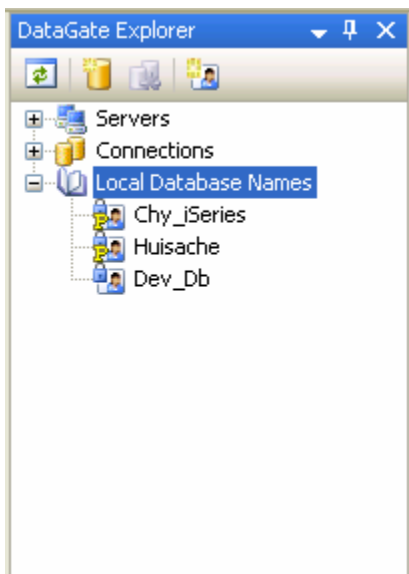 DataGate Explorer
Servers
Connections
Local Database Names
Chy_iSeries
Huisache
Dev_Db